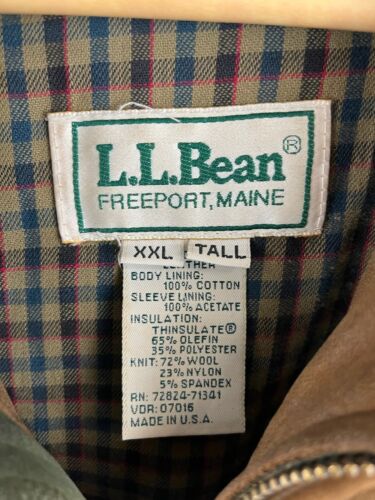 L.L.Bean®
FREEPORT, MAINE
XXL TALL
LEATHER
BODY LINING:
100% COTTON
SLEEVE LINING:
100% ACETATE
INSULATION:
THINSULATE®
65% OLEFIN
35% POLYESTER
KNIT: 72% WOOL
23% NYLON
5% SPANDEX
RN: 72824-71341
VDR: 07016
MADE IN U.S.A.